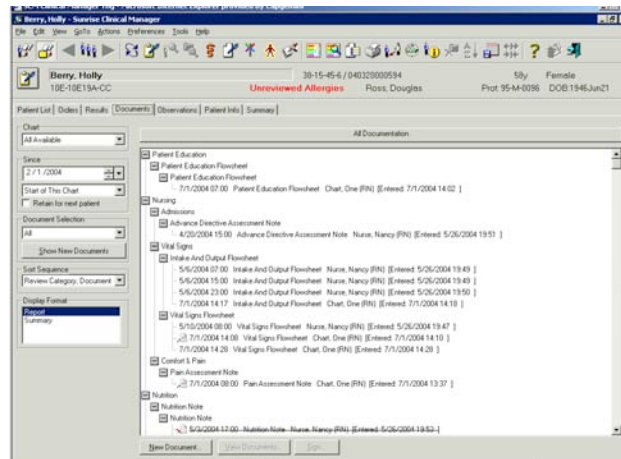 Berry, Holly - Sunrise Clinical Manager
File Edit View GoTo Actions Preferences Tools Help
Berry, Holly
10E-10E19A-CC
30-15-45-6 / 040320000594
Unreviewed Allergies
Ross, Douglas
58y
Female
Prot: 95-M-0096
DOB:1946Jun21
Patient List
Orders
Results
Documents
Observations
Patient Info
Summary
Chart
All Available
Since
2 / 1 /2004
Start of This Chart
Retain for next patient
Document Selection
All
Show New Documents
Sort Sequence
Review Category, Document
Display Format
Report
Summary
All Documentation
Patient Education
Patient Education Flowsheet
Patient Education Flowsheet
7/1/2004 07:00 Patient Education Flowsheet Chart, One (RN) [Entered: 7/1/2004 14:02 ]
Nursing
Admissions
Advance Directive Assessment Note
4/20/2004 15:00 Advance Directive Assessment Note Nurse, Nancy (RN) [Entered: 5/26/2004 19:51 ]
Vital Signs
Intake And Output Flowsheet
5/6/2004 07:00 Intake And Output Flowsheet Nurse, Nancy (RN) [Entered: 5/26/2004 19:49 ]
5/6/2004 15:00 Intake And Output Flowsheet Nurse, Nancy (RN) [Entered: 5/26/2004 19:49 ]
5/6/2004 23:00 Intake And Output Flowsheet Nurse, Nancy (RN) [Entered: 5/26/2004 19:50 ]
7/1/2004 14:17 Intake And Output Flowsheet Chart, One (RN) [Entered: 7/1/2004 14:18 ]
Vital Signs Flowsheet
5/10/2004 08:00 Vital Signs Flowsheet Nurse, Nancy (RN) [Entered: 5/26/2004 19:47 ]
7/1/2004 14:08 Vital Signs Flowsheet Chart, One (RN) [Entered: 7/1/2004 14:10 ]
7/1/2004 14:28 Vital Signs Flowsheet Chart, One (RN) [Entered: 7/1/2004 14:28 ]
Comfort & Pain
Pain Assessment Note
7/1/2004 08:00 Pain Assessment Note Chart, One (RN) [Entered: 7/1/2004 13:37 ]
Nutrition
Nutrition Note
Nutrition Note
5/3/2004 17:00 Nutrition Note Nurse, Nancy (RN) [Entered: 5/26/2004 19:53 ]
New Document...
View Documents...
Sign...